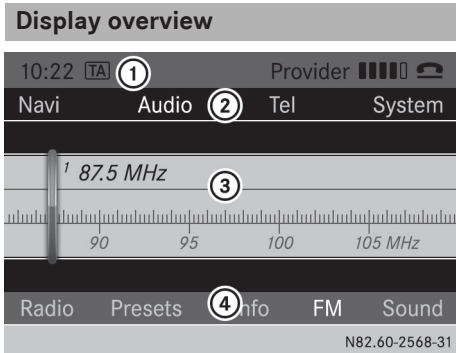 Display overview
10:22 TA 1 Provider
Navi Audio 2 Tel System
1 87.5 MHz
3
90 95 100 105 MHz
Radio Presets 4 nfo FM Sound
N82.60-2568-31